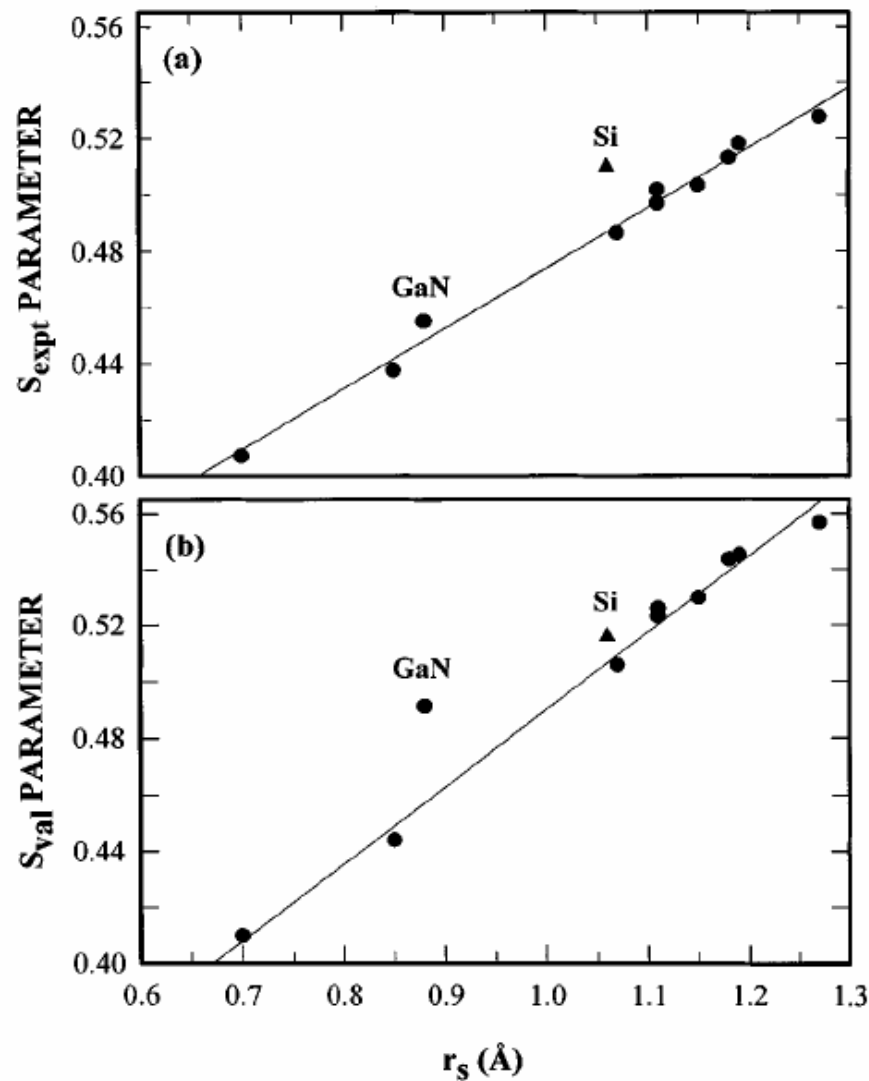 0.56
(a)
0.52
Si
0.48
GaN
0.44
0.40
S_expt PARAMETER
0.56
(b)
0.52
Si
GaN
0.48
0.44
0.40
S_val PARAMETER
0.6 0.7 0.8 0.9 1.0 1.1 1.2 1.3
r_s (Å)